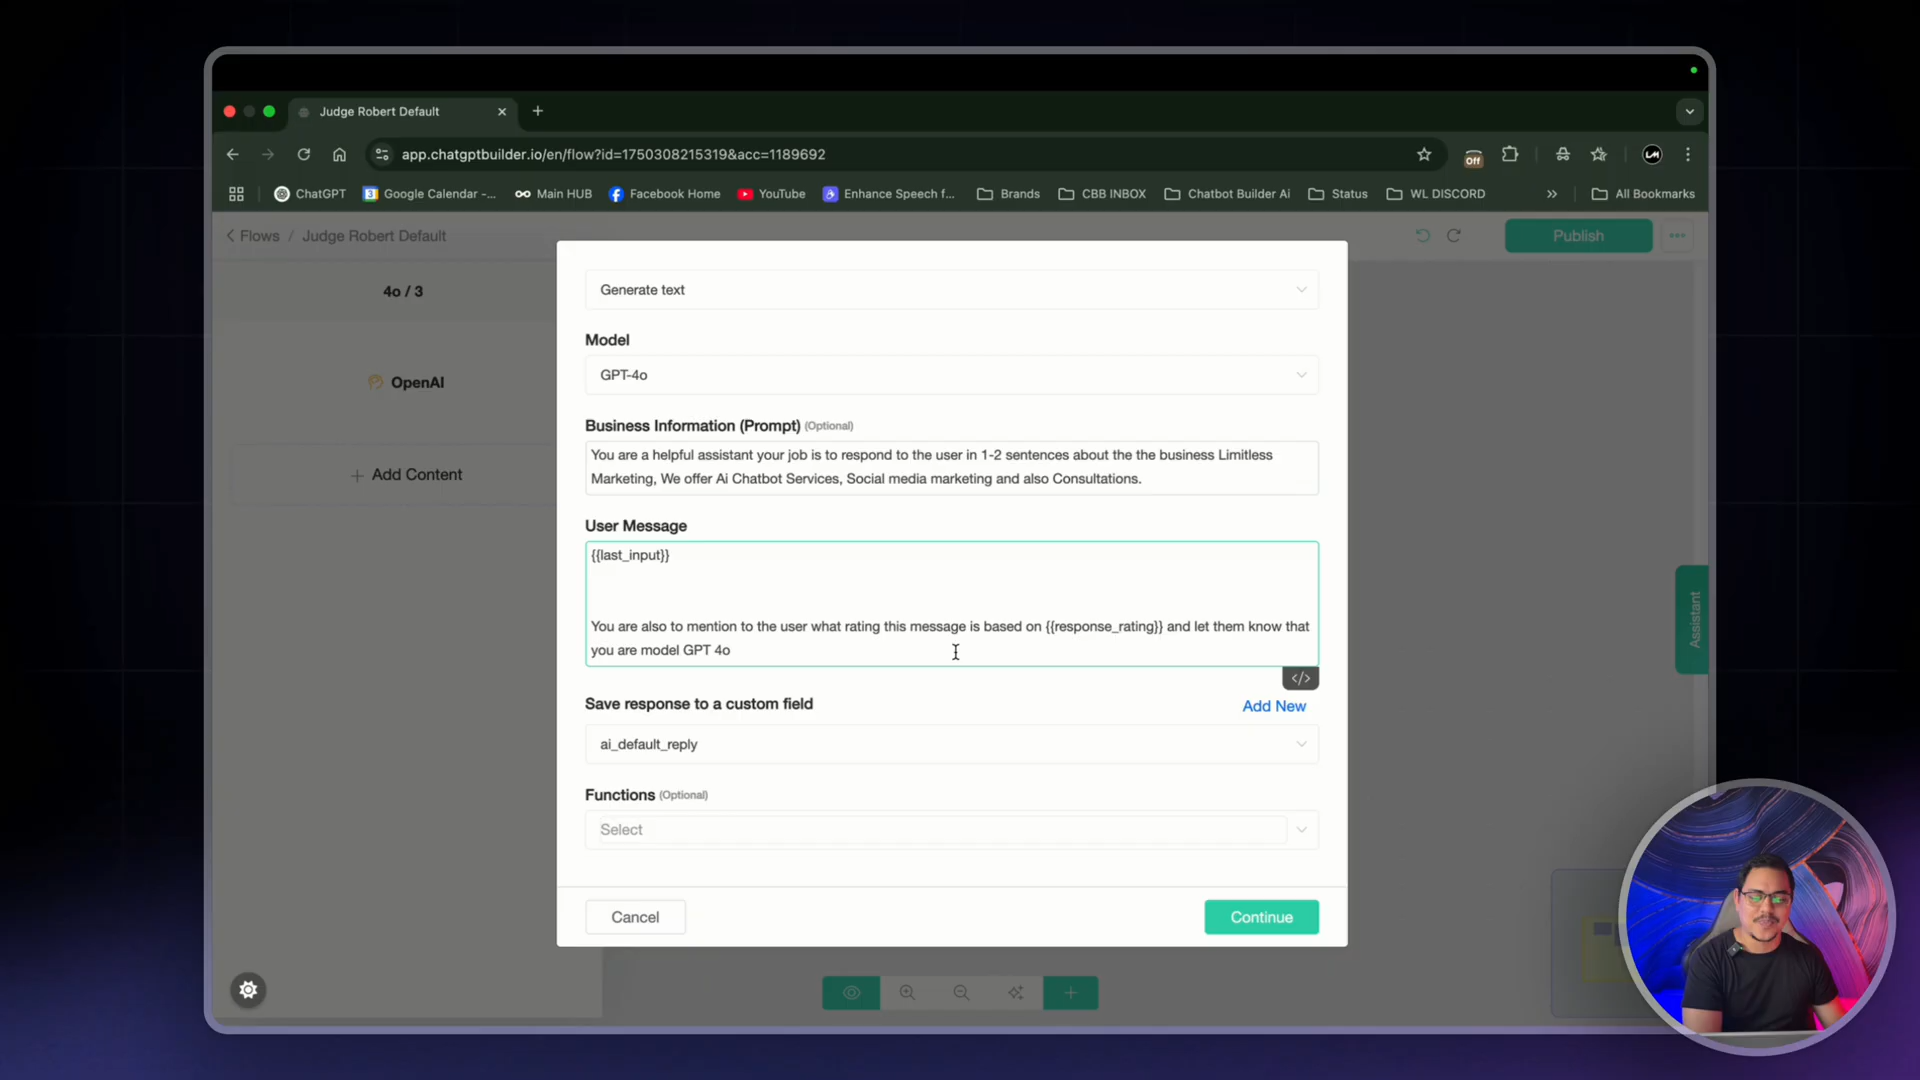 Judge Robert Default
app.chatgptbuilder.io/en/flow?id=1750308215319&acc=1189692
Off
LM
ChatGPT
Google Calendar -...
Main HUB
Facebook Home
YouTube
Enhance Speech f...
Brands
CBB INBOX
Chatbot Builder Ai
Status
WL DISCORD
»
All Bookmarks
Flows / Judge Robert Default
Publish
4o / 3
OpenAI
+ Add Content
Generate text
Model
GPT-4o
Business Information (Prompt) (Optional)
You are a helpful assistant your job is to respond to the user in 1-2 sentences about the the business Limitless
Marketing, We offer Ai Chatbot Services, Social media marketing and also Consultations.
User Message
{{last_input}}
You are also to mention to the user what rating this message is based on {{response_rating}} and let them know that
you are model GPT 4o
</>
Save response to a custom field
Add New
ai_default_reply
Functions (Optional)
Select
Cancel
Continue
Assistant